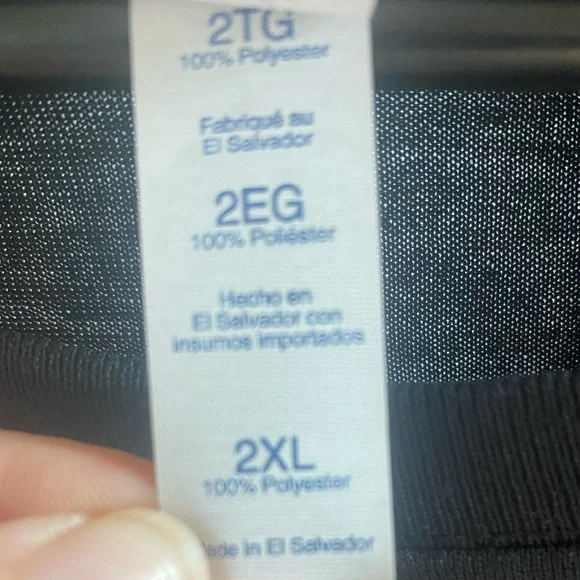 2TG
100% Polyester
Fabriqué au
El Salvador
2EG
100% Poliéster
Hecho en
El Salvador con
insumos importados
2XL
100% Polyester
ade in El Salvador